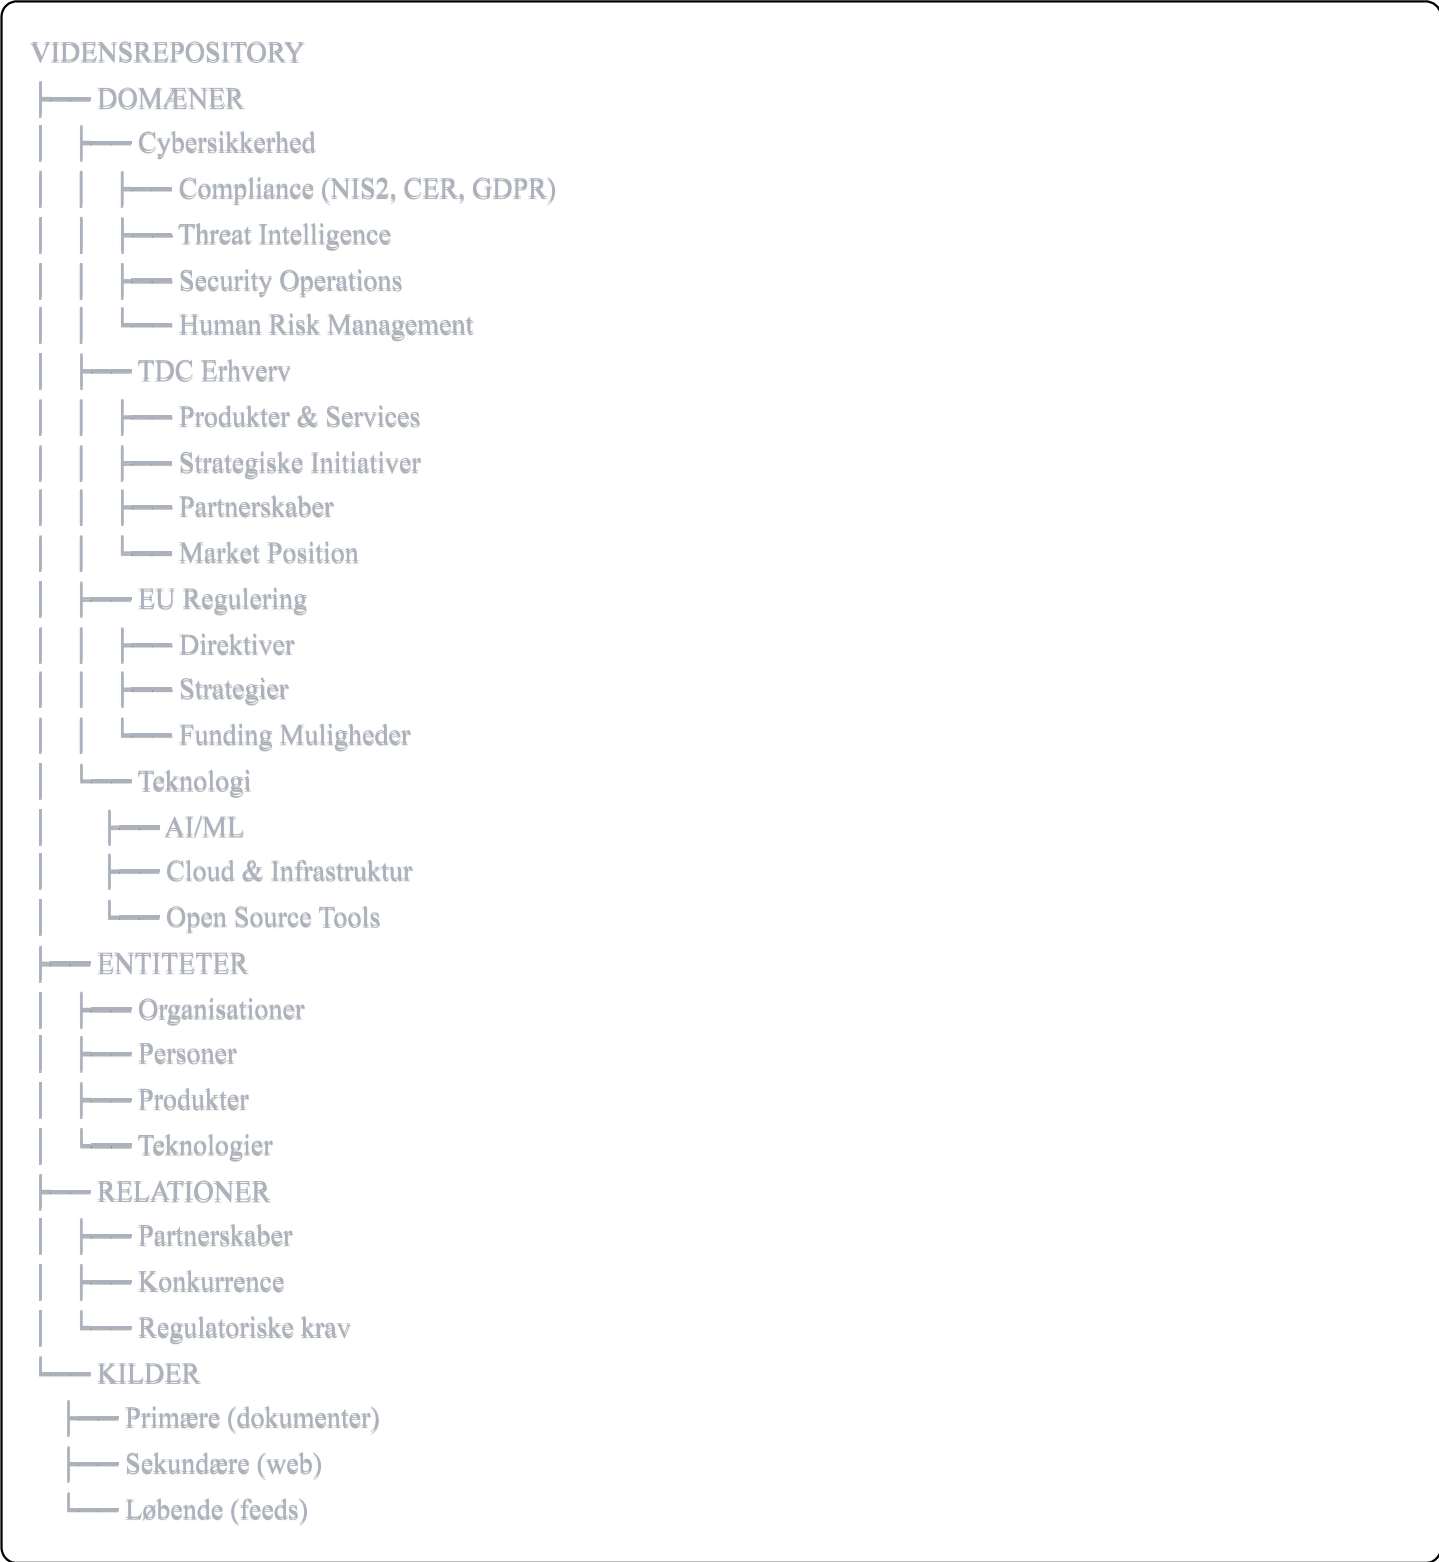 VIDENSREPOSITORY
├── DOMÆNER
│   ├── Cybersikkerhed
│   │   ├── Compliance (NIS2, CER, GDPR)
│   │   ├── Threat Intelligence
│   │   ├── Security Operations
│   │   └── Human Risk Management
│   ├── TDC Erhverv
│   │   ├── Produkter & Services
│   │   ├── Strategiske Initiativer
│   │   ├── Partnerskaber
│   │   └── Market Position
│   ├── EU Regulering
│   │   ├── Direktiver
│   │   ├── Strategier
│   │   └── Funding Muligheder
│   └── Teknologi
│       ├── AI/ML
│       ├── Cloud & Infrastruktur
│       └── Open Source Tools
├── ENTITETER
│   ├── Organisationer
│   ├── Personer
│   ├── Produkter
│   └── Teknologier
├── RELATIONER
│   ├── Partnerskaber
│   ├── Konkurrence
│   └── Regulatoriske krav
└── KILDER
    ├── Primære (dokumenter)
    ├── Sekundære (web)
    └── Løbende (feeds)